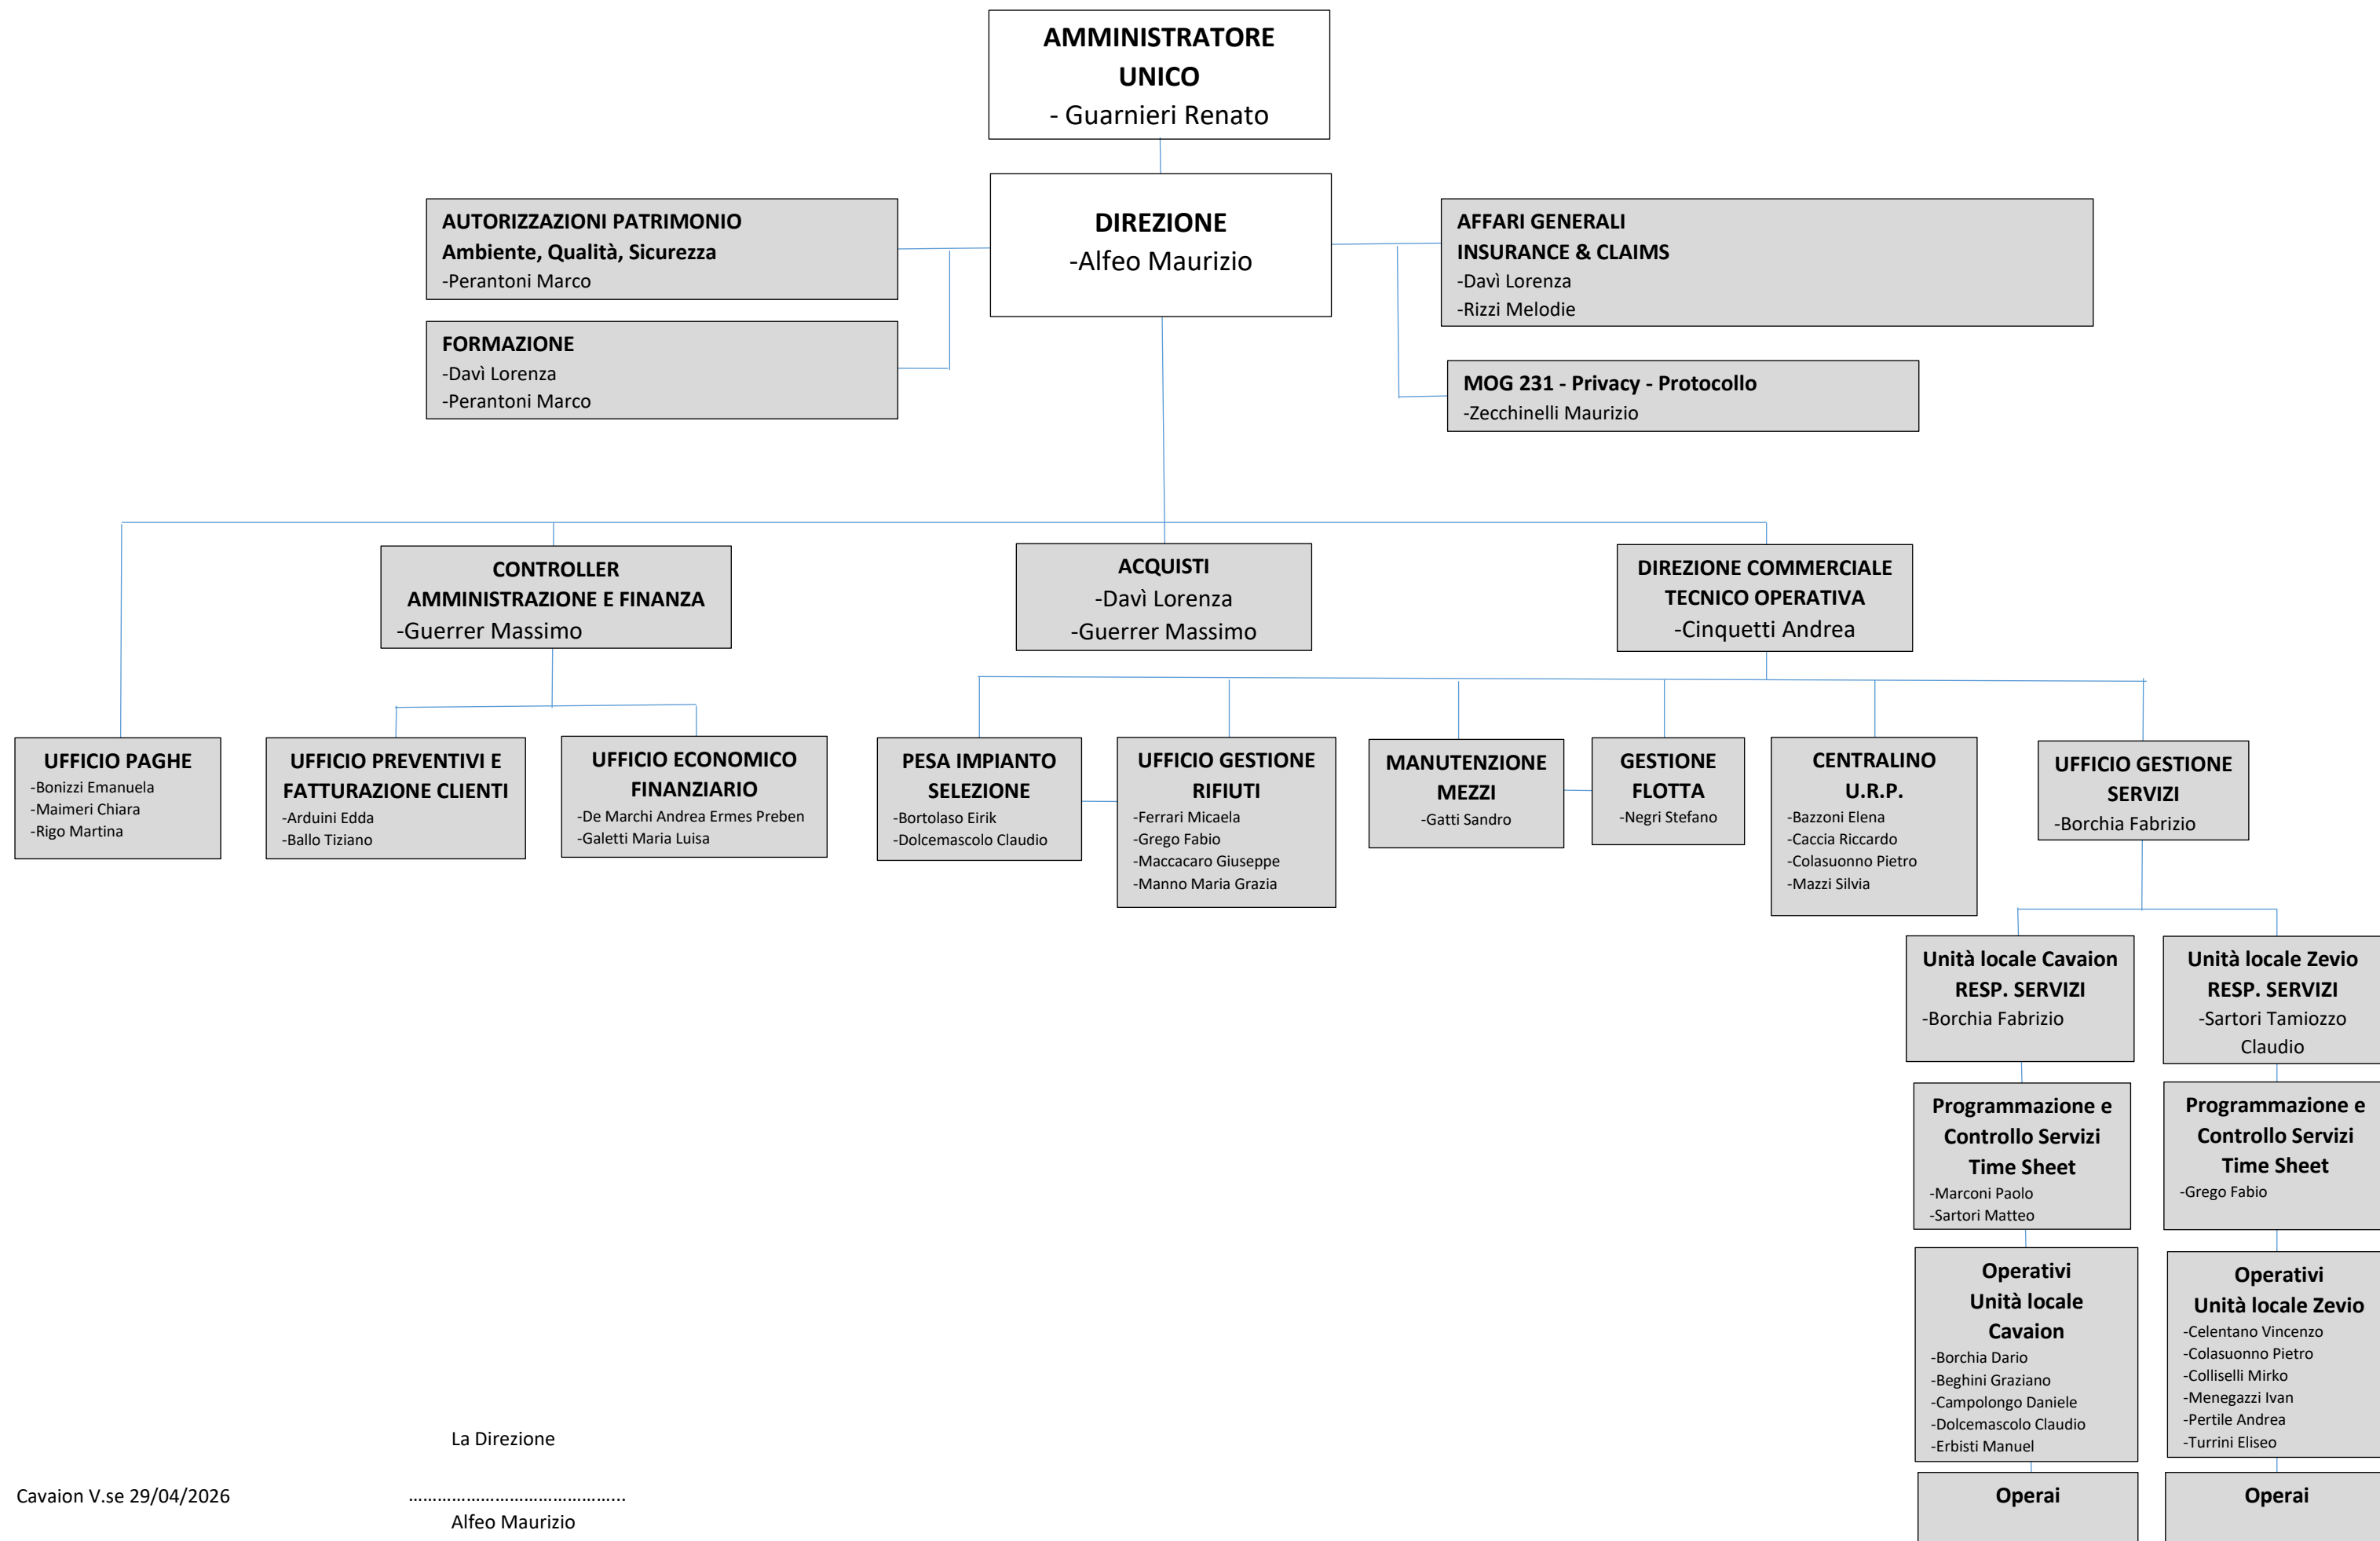 AMMINISTRATORE
UNICO
- Guarnieri Renato
DIREZIONE
-Alfeo Maurizio
AUTORIZZAZIONI PATRIMONIO
Ambiente, Qualità, Sicurezza
-Perantoni Marco
FORMAZIONE
-Davì Lorenza
-Perantoni Marco
AFFARI GENERALI
INSURANCE & CLAIMS
-Davì Lorenza
-Rizzi Melodie
MOG 231 - Privacy - Protocollo
-Zecchinelli Maurizio
CONTROLLER
AMMINISTRAZIONE E FINANZA
-Guerrer Massimo
ACQUISTI
-Davì Lorenza
-Guerrer Massimo
DIREZIONE COMMERCIALE
TECNICO OPERATIVA
-Cinquetti Andrea
UFFICIO PAGHE
-Bonizzi Emanuela
-Maimeri Chiara
-Rigo Martina
UFFICIO PREVENTIVI E
FATTURAZIONE CLIENTI
-Arduini Edda
-Ballo Tiziano
UFFICIO ECONOMICO
FINANZIARIO
-De Marchi Andrea Ermes Preben
-Galetti Maria Luisa
PESA IMPIANTO
SELEZIONE
-Bortolaso Eirik
-Dolcemascolo Claudio
UFFICIO GESTIONE
RIFIUTI
-Ferrari Micaela
-Grego Fabio
-Maccacaro Giuseppe
-Manno Maria Grazia
MANUTENZIONE
MEZZI
-Gatti Sandro
GESTIONE
FLOTTA
-Negri Stefano
CENTRALINO
U.R.P.
-Bazzoni Elena
-Caccia Riccardo
-Colasuonno Pietro
-Mazzi Silvia
UFFICIO GESTIONE
SERVIZI
-Borchia Fabrizio
Unità locale Cavaion
RESP. SERVIZI
-Borchia Fabrizio
Unità locale Zevio
RESP. SERVIZI
-Sartori Tamiozzo
Claudio
Programmazione e
Controllo Servizi
Time Sheet
-Marconi Paolo
-Sartori Matteo
Programmazione e
Controllo Servizi
Time Sheet
-Grego Fabio
Operativi
Unità locale
Cavaion
-Borchia Dario
-Beghini Graziano
-Campolongo Daniele
-Dolcemascolo Claudio
-Erbisti Manuel
Operativi
Unità locale Zevio
-Celentano Vincenzo
-Colasuonno Pietro
-Colliselli Mirko
-Menegazzi Ivan
-Pertile Andrea
-Turrini Eliseo
Operai
Operai
La Direzione
Cavaion V.se 29/04/2026
……………………………………...
Alfeo Maurizio